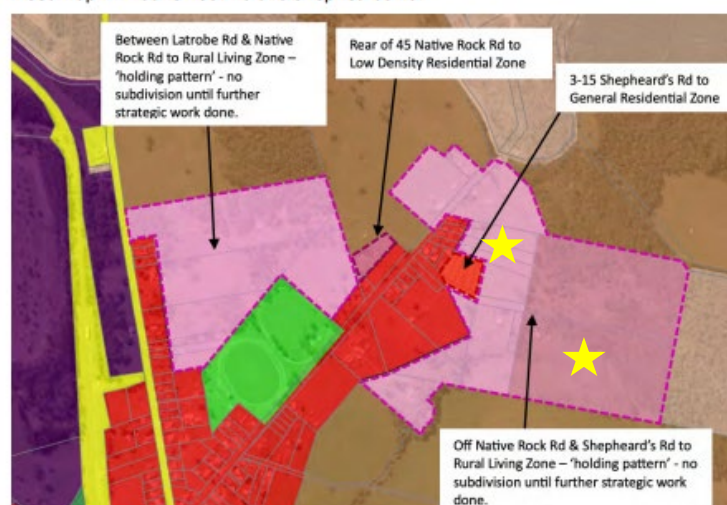 Between Latrobe Rd & Native
Rock Rd to Rural Living Zone –
'holding pattern' - no
subdivision until further
strategic work done.
Rear of 45 Native Rock Rd to
Low Density Residential Zone
3-15 Shepheard's Rd to
General Residential Zone
Off Native Rock Rd & Shepheard's Rd to
Rural Living Zone – 'holding pattern' - no
subdivision until further strategic work
done.